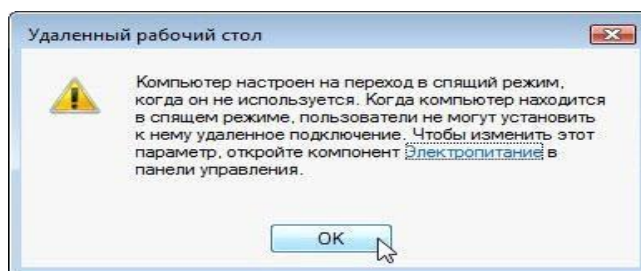 Удаленный рабочий стол
Компьютер настроен на переход в спящий режим,
когда он не используется. Когда компьютер находится
в спящем режиме, пользователи не могут установить
к нему удаленное подключение. Чтобы изменить этот
параметр, откройте компонент Электропитание в
панели управления.
OK